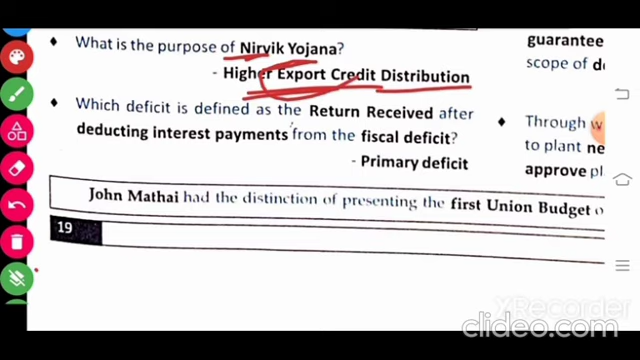 What is the purpose of Nirvik Yojana?
- Higher Export Credit Distribution
Which deficit is defined as the Return Received after
deducting interest payments from the fiscal deficit?
- Primary deficit
guarantee
scope of
Through
to plant
approve
John Mathai had the distinction of presenting the first Union Budget
19
XRecorder
clideo.com